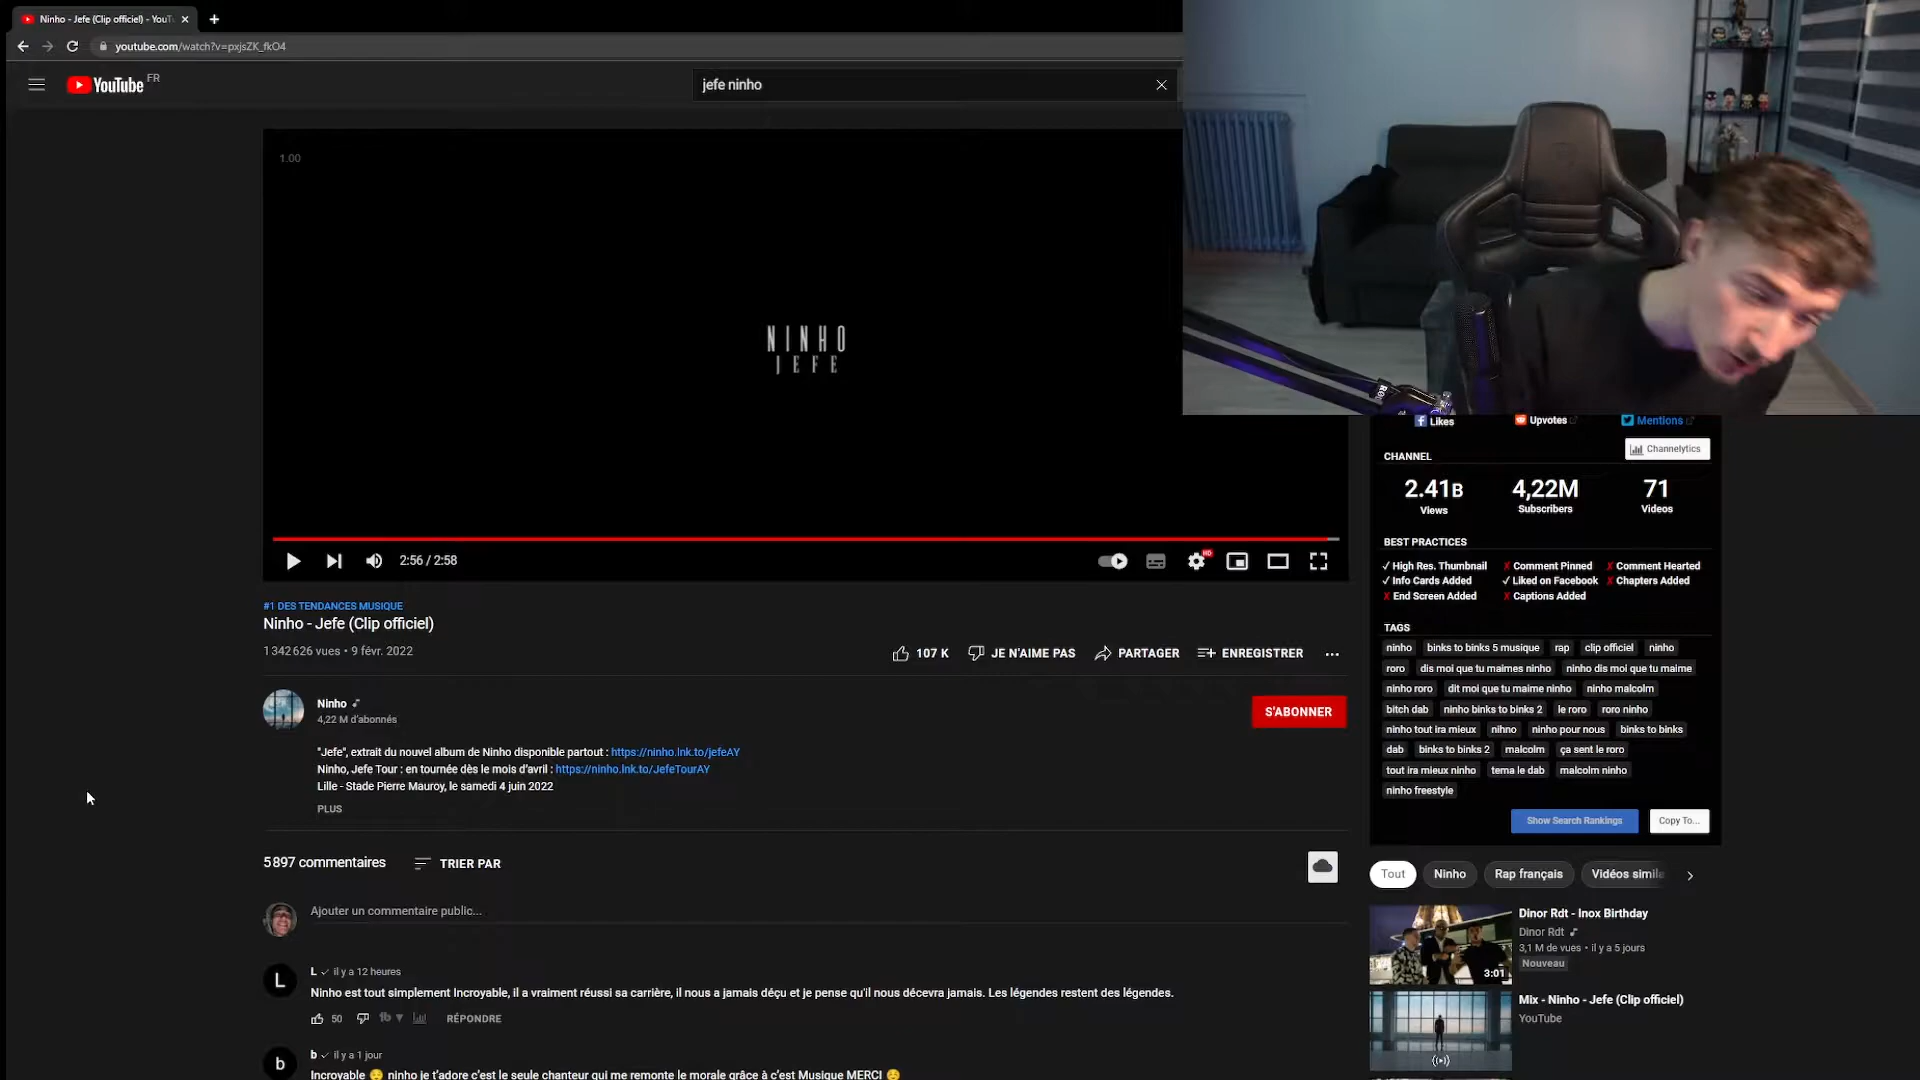 Ninho - Jefe (Clip officiel) - YouT
youtube.com/watch?v=pxjsZK_fkO4
YouTube FR
jefe ninho
1.00
NINHO
JEFE
2:56 / 2:58
HD
#1 DES TENDANCES MUSIQUE
Ninho - Jefe (Clip officiel)
1 342 626 vues • 9 févr. 2022
107 K JE N'AIME PAS PARTAGER ENREGISTRER
Ninho
4,22 M d'abonnés
S'ABONNER
"Jefe", extrait du nouvel album de Ninho disponible partout : https://ninho.lnk.to/jefeAY
Ninho, Jefe Tour : en tournée dès le mois d'avril : https://ninho.lnk.to/JefeTourAY
Lille - Stade Pierre Mauroy, le samedi 4 juin 2022
PLUS
5 897 commentaires TRIER PAR
Ajouter un commentaire public...
L
L il y a 12 heures
Ninho est tout simplement Incroyable, il a vraiment réussi sa carrière, il nous a jamais déçu et je pense qu'il nous décevra jamais. Les légendes restent des légendes.
50 RÉPONDRE
b
b il y a 1 jour
Incroyable 😌 ninho je t'adore c'est le seule chanteur qui me remonte le morale grâce à c'est Musique MERCI ☺️
Likes Upvotes Mentions
CHANNEL Channelytics
2.41B 4,22M 71
Views Subscribers Videos
BEST PRACTICES
✓ High Res. Thumbnail ✗ Comment Pinned ✗ Comment Hearted
✓ Info Cards Added ✓ Liked on Facebook ✗ Chapters Added
✗ End Screen Added ✗ Captions Added
TAGS
ninho binks to binks 5 musique rap clip officiel ninho
roro dis moi que tu maimes ninho ninho dis moi que tu maime
ninho roro dit moi que tu maime ninho ninho malcolm
bitch dab ninho binks to binks 2 le roro roro ninho
ninho tout ira mieux nihno ninho pour nous binks to binks
dab binks to binks 2 malcolm ça sent le roro
tout ira mieux ninho tema le dab malcolm ninho
ninho freestyle
Show Search Rankings Copy To...
Tout Ninho Rap français Vidéos simila
Dinor Rdt - Inox Birthday
Dinor Rdt
3,1 M de vues • il y a 5 jours
Nouveau
3:01
Mix - Ninho - Jefe (Clip officiel)
YouTube